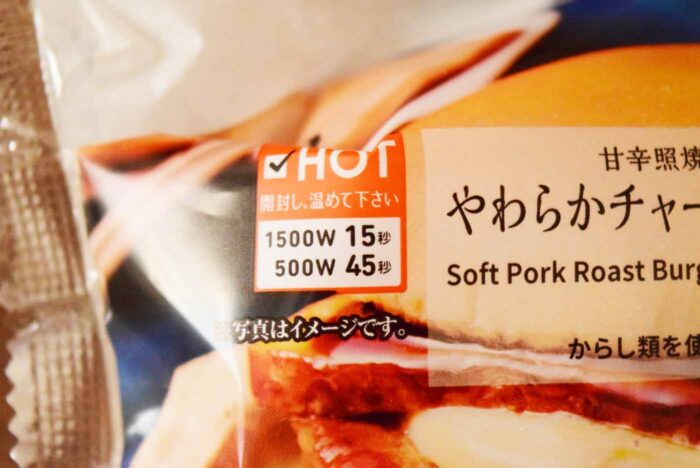 HOT
開封し、温めて下さい
1500W 15秒
500W 45秒
※写真はイメージです。
甘辛照焼
やわらかチャー
Soft Pork Roast Burg
からし類を使